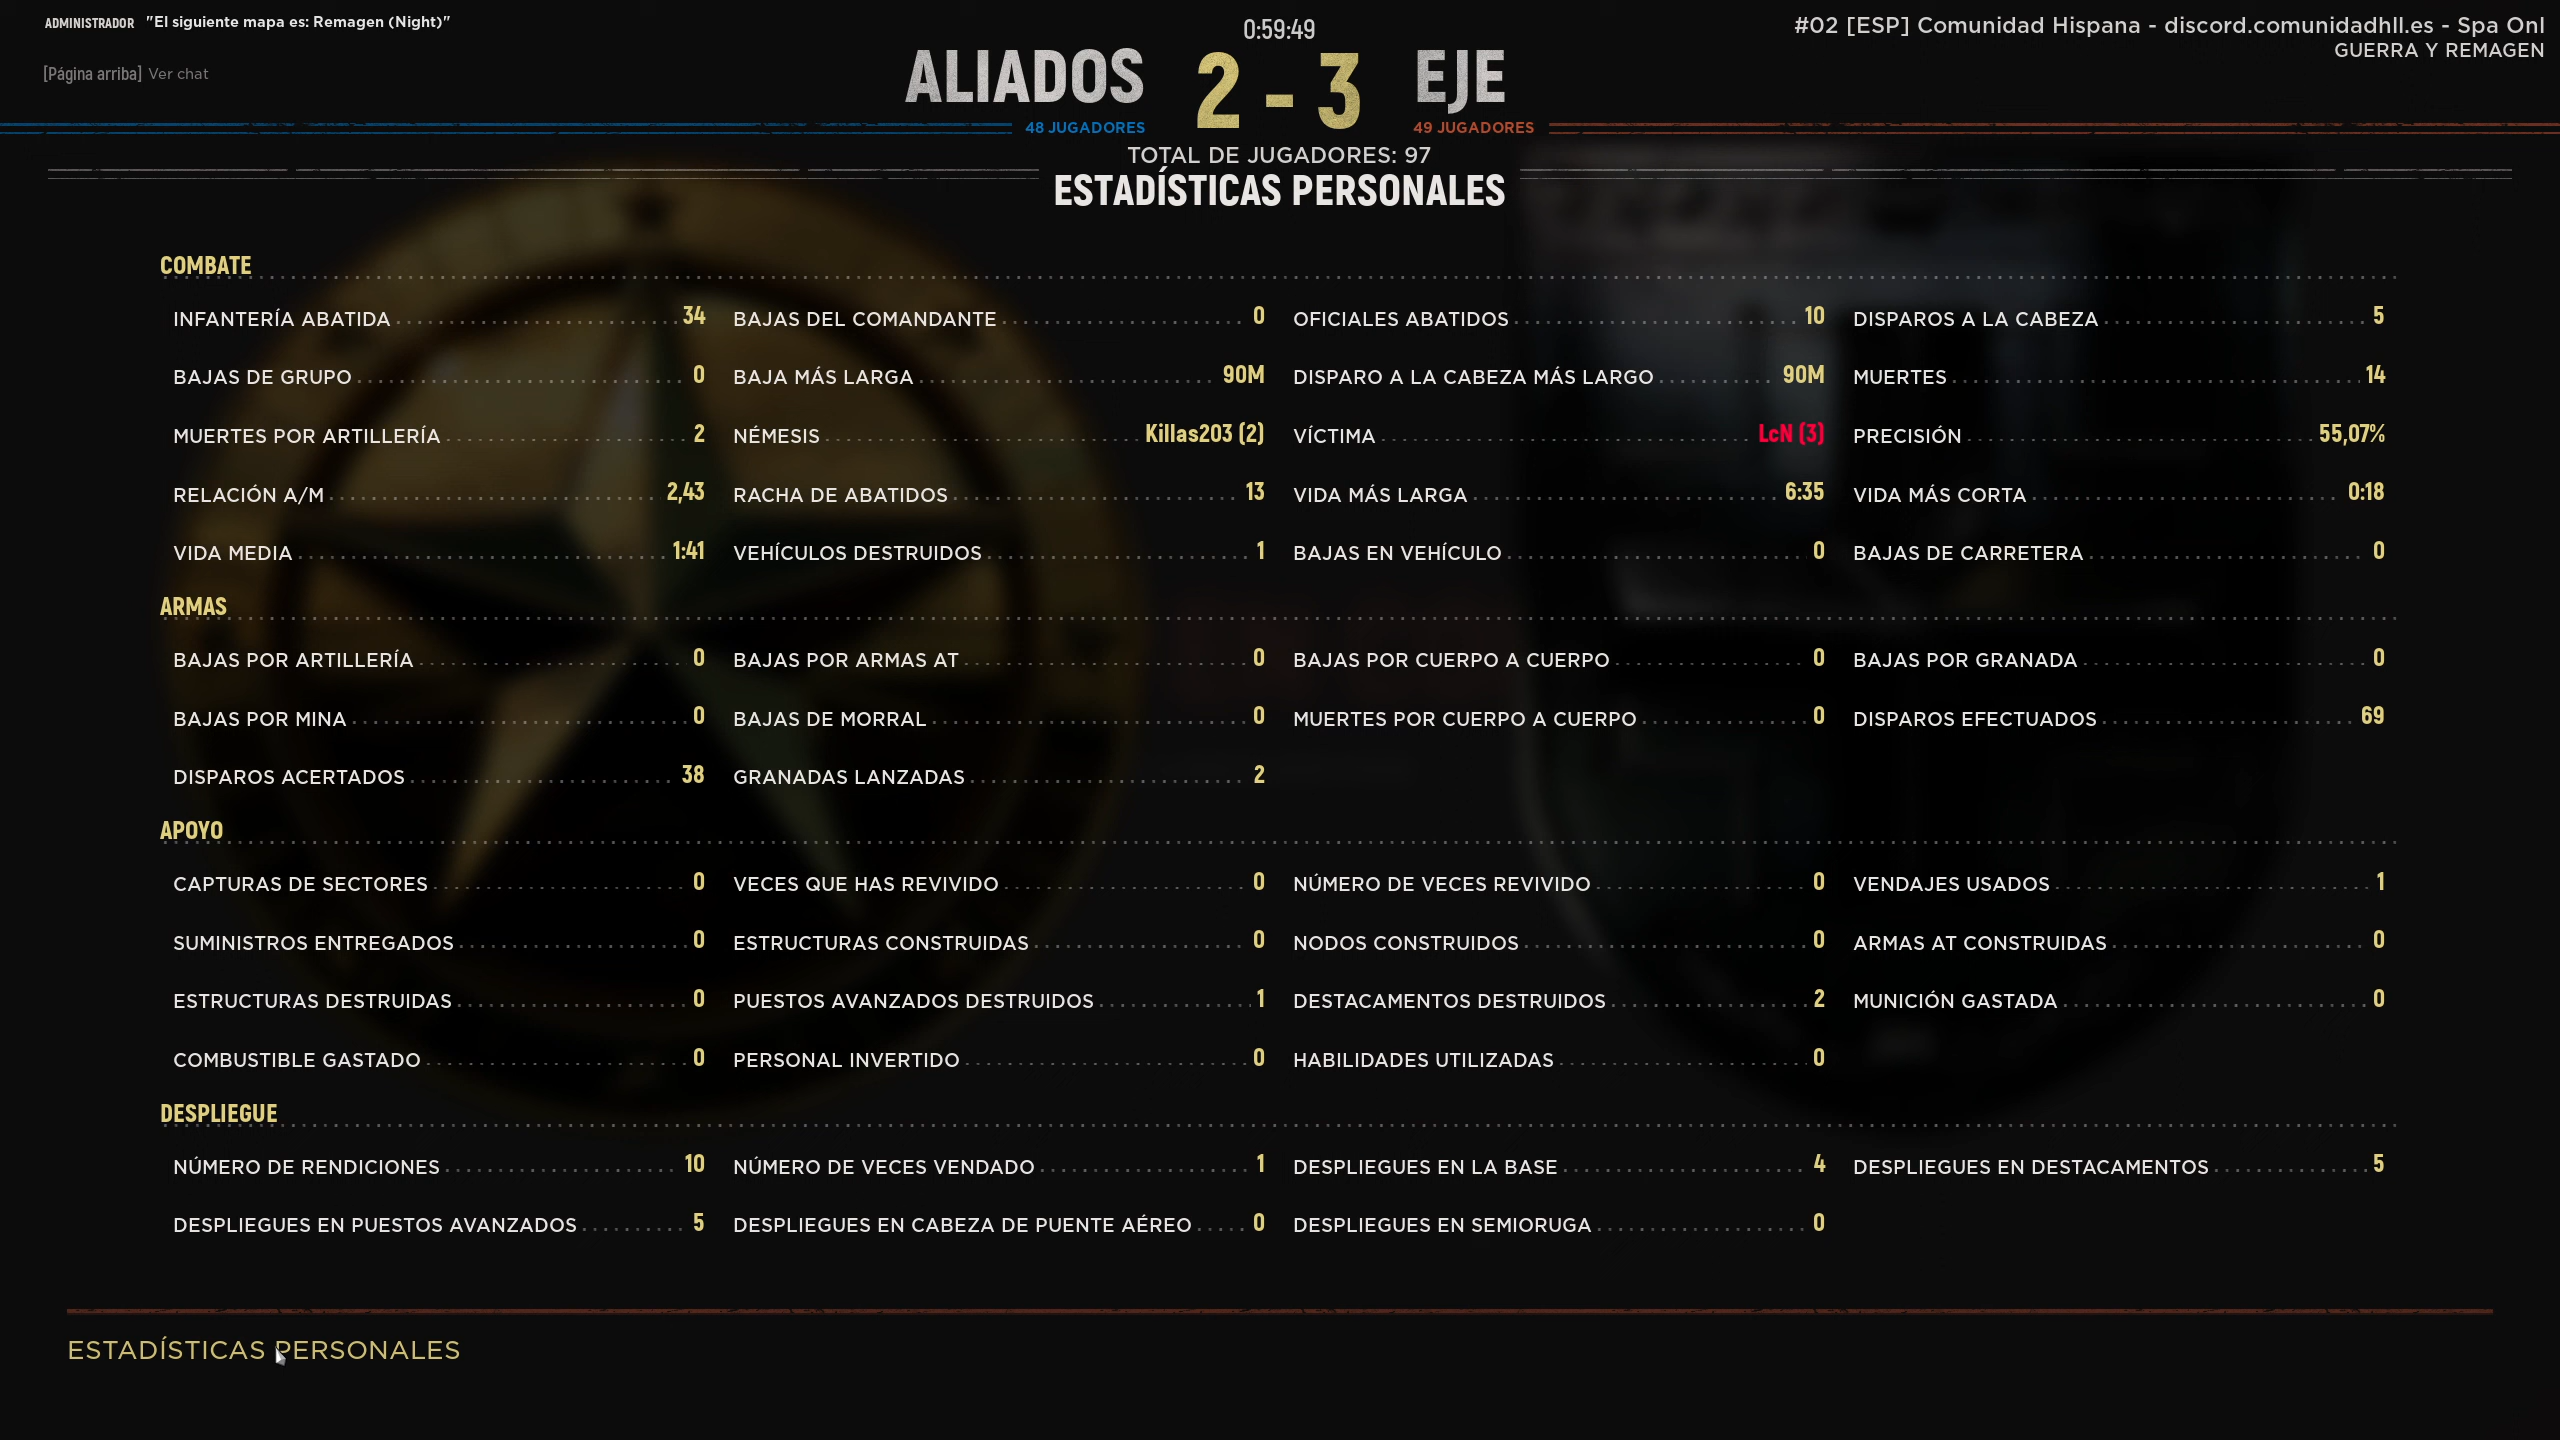 ADMINISTRADOR "El siguiente mapa es: Remagen (Night)"
[Página arriba] Ver chat
0:59:49
ALIADOS 2 - 3 EJE
48 JUGADORES 49 JUGADORES
#02 [ESP] Comunidad Hispana - discord.comunidadhll.es - Spa Onl
GUERRA Y REMAGEN
TOTAL DE JUGADORES: 97
ESTADÍSTICAS PERSONALES
COMBATE
INFANTERÍA ABATIDA 34 BAJAS DEL COMANDANTE 0 OFICIALES ABATIDOS 10 DISPAROS A LA CABEZA 5
BAJAS DE GRUPO 0 BAJA MÁS LARGA 90M DISPARO A LA CABEZA MÁS LARGO 90M MUERTES 14
MUERTES POR ARTILLERÍA 2 NÉMESIS Killas203 (2) VÍCTIMA LcN (3) PRECISIÓN 55,07%
RELACIÓN A/M 2,43 RACHA DE ABATIDOS 13 VIDA MÁS LARGA 6:35 VIDA MÁS CORTA 0:18
VIDA MEDIA 1:41 VEHÍCULOS DESTRUIDOS 1 BAJAS EN VEHÍCULO 0 BAJAS DE CARRETERA 0
ARMAS
BAJAS POR ARTILLERÍA 0 BAJAS POR ARMAS AT 0 BAJAS POR CUERPO A CUERPO 0 BAJAS POR GRANADA 0
BAJAS POR MINA 0 BAJAS DE MORRAL 0 MUERTES POR CUERPO A CUERPO 0 DISPAROS EFECTUADOS 69
DISPAROS ACERTADOS 38 GRANADAS LANZADAS 2
APOYO
CAPTURAS DE SECTORES 0 VECES QUE HAS REVIVIDO 0 NÚMERO DE VECES REVIVIDO 0 VENDAJES USADOS 1
SUMINISTROS ENTREGADOS 0 ESTRUCTURAS CONSTRUIDAS 0 NODOS CONSTRUIDOS 0 ARMAS AT CONSTRUIDAS 0
ESTRUCTURAS DESTRUIDAS 0 PUESTOS AVANZADOS DESTRUIDOS 1 DESTACAMENTOS DESTRUIDOS 2 MUNICIÓN GASTADA 0
COMBUSTIBLE GASTADO 0 PERSONAL INVERTIDO 0 HABILIDADES UTILIZADAS 0
DESPLIEGUE
NÚMERO DE RENDICIONES 10 NÚMERO DE VECES VENDADO 1 DESPLIEGUES EN LA BASE 4 DESPLIEGUES EN DESTACAMENTOS 5
DESPLIEGUES EN PUESTOS AVANZADOS 5 DESPLIEGUES EN CABEZA DE PUENTE AÉREO 0 DESPLIEGUES EN SEMIORUGA 0
ESTADÍSTICAS PERSONALES